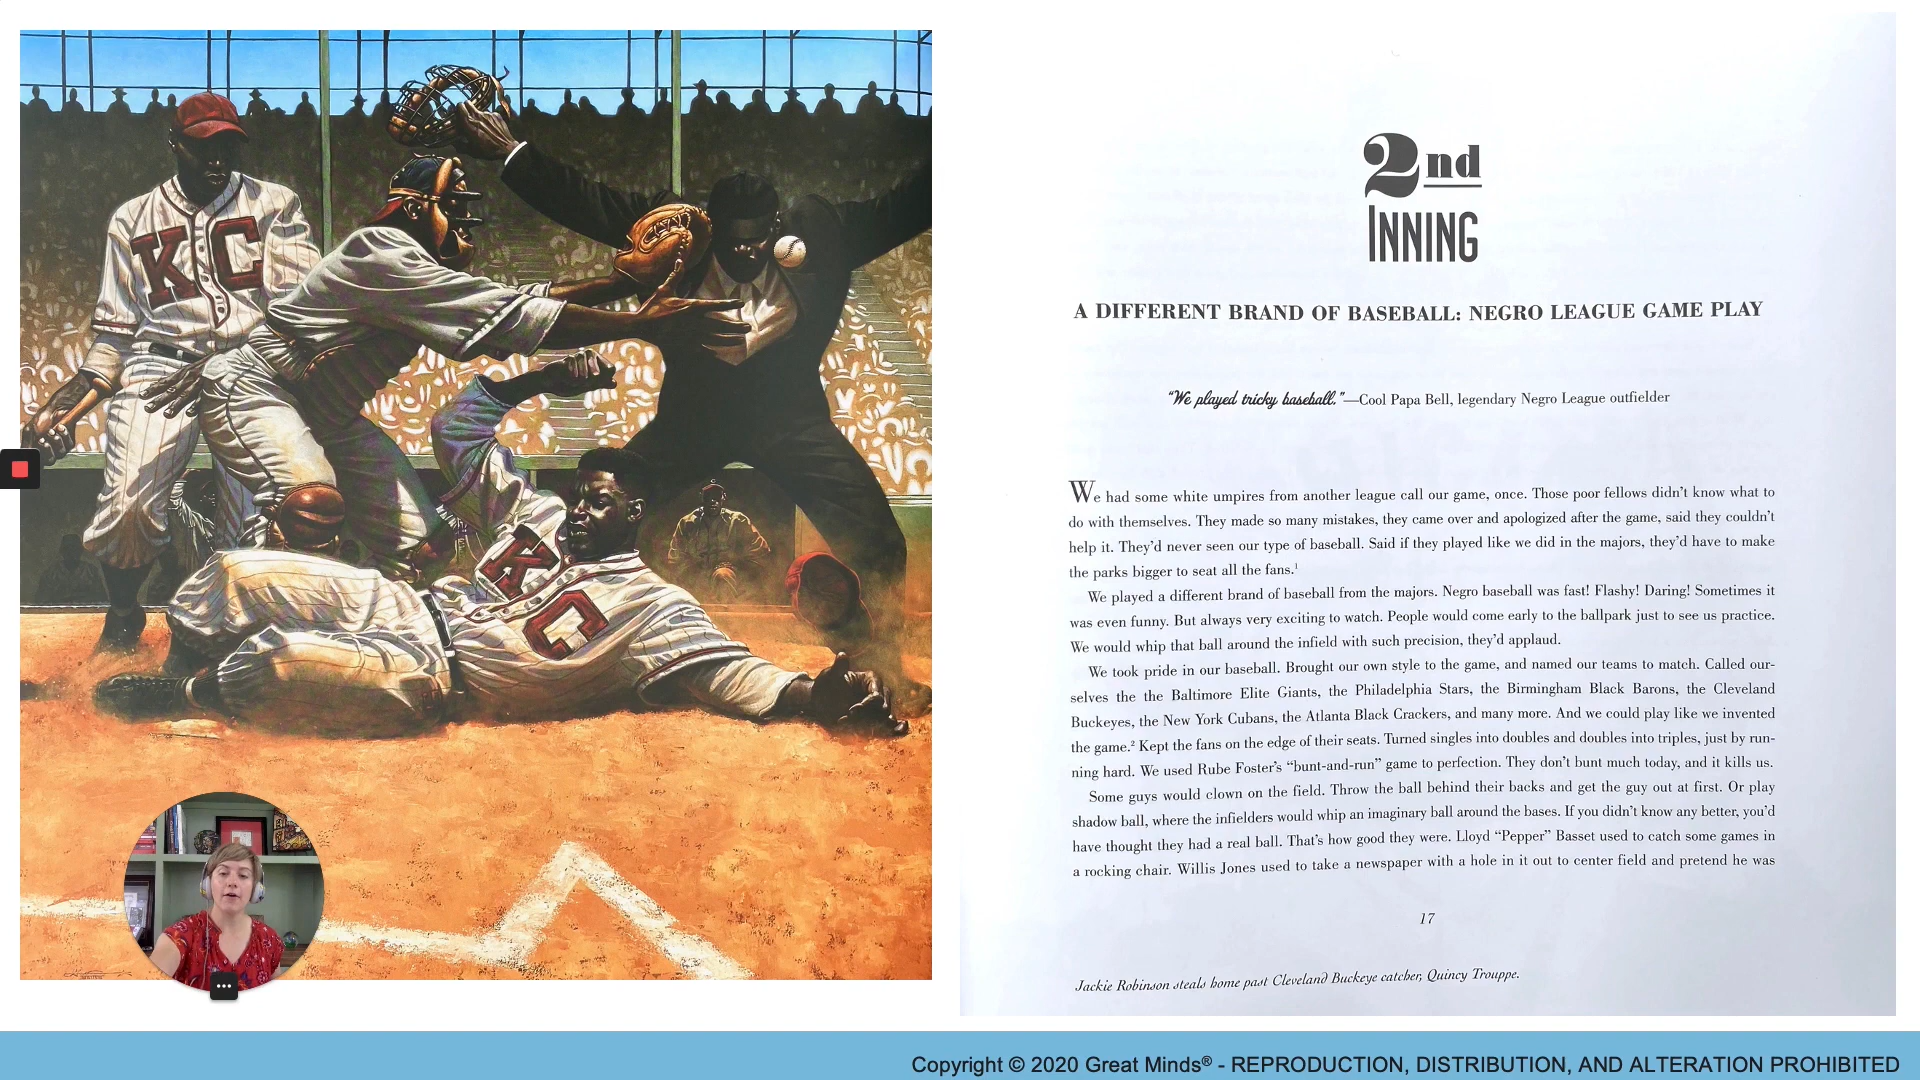 K C
K
C
2nd
INNING
A DIFFERENT BRAND OF BASEBALL: NEGRO LEAGUE GAME PLAY
“We played tricky baseball.”—Cool Papa Bell, legendary Negro League outfielder
We had some white umpires from another league call our game, once. Those poor fellows didn’t know what to
do with themselves. They made so many mistakes, they came over and apologized after the game, said they couldn’t
help it. They’d never seen our type of baseball. Said if they played like we did in the majors, they’d have to make
the parks bigger to seat all the fans.¹
We played a different brand of baseball from the majors. Negro baseball was fast! Flashy! Daring! Sometimes it
was even funny. But always very exciting to watch. People would come early to the ballpark just to see us practice.
We would whip that ball around the infield with such precision, they’d applaud.
We took pride in our baseball. Brought our own style to the game, and named our teams to match. Called our-
selves the the Baltimore Elite Giants, the Philadelphia Stars, the Birmingham Black Barons, the Cleveland
Buckeyes, the New York Cubans, the Atlanta Black Crackers, and many more. And we could play like we invented
the game.² Kept the fans on the edge of their seats. Turned singles into doubles and doubles into triples, just by run-
ning hard. We used Rube Foster’s “bunt-and-run” game to perfection. They don’t bunt much today, and it kills us.
Some guys would clown on the field. Throw the ball behind their backs and get the guy out at first. Or play
shadow ball, where the infielders would whip an imaginary ball around the bases. If you didn’t know any better, you’d
have thought they had a real ball. That’s how good they were. Lloyd “Pepper” Basset used to catch some games in
a rocking chair. Willis Jones used to take a newspaper with a hole in it out to center field and pretend he was
17
Jackie Robinson steals home past Cleveland Buckeye catcher, Quincy Trouppe.
Copyright © 2020 Great Minds® - REPRODUCTION, DISTRIBUTION, AND ALTERATION PROHIBITED